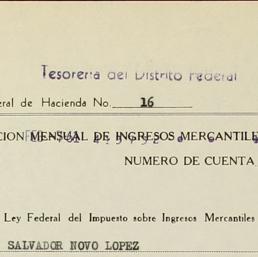 Tesoreria del Distrito Federal
eral de Hacienda No. 16
CION MENSUAL DE INGRESOS MERCANTILE
NUMERO DE CUENTA
Ley Federal del Impuesto sobre Ingresos Mercantiles
SALVADOR NOVO LOPEZ